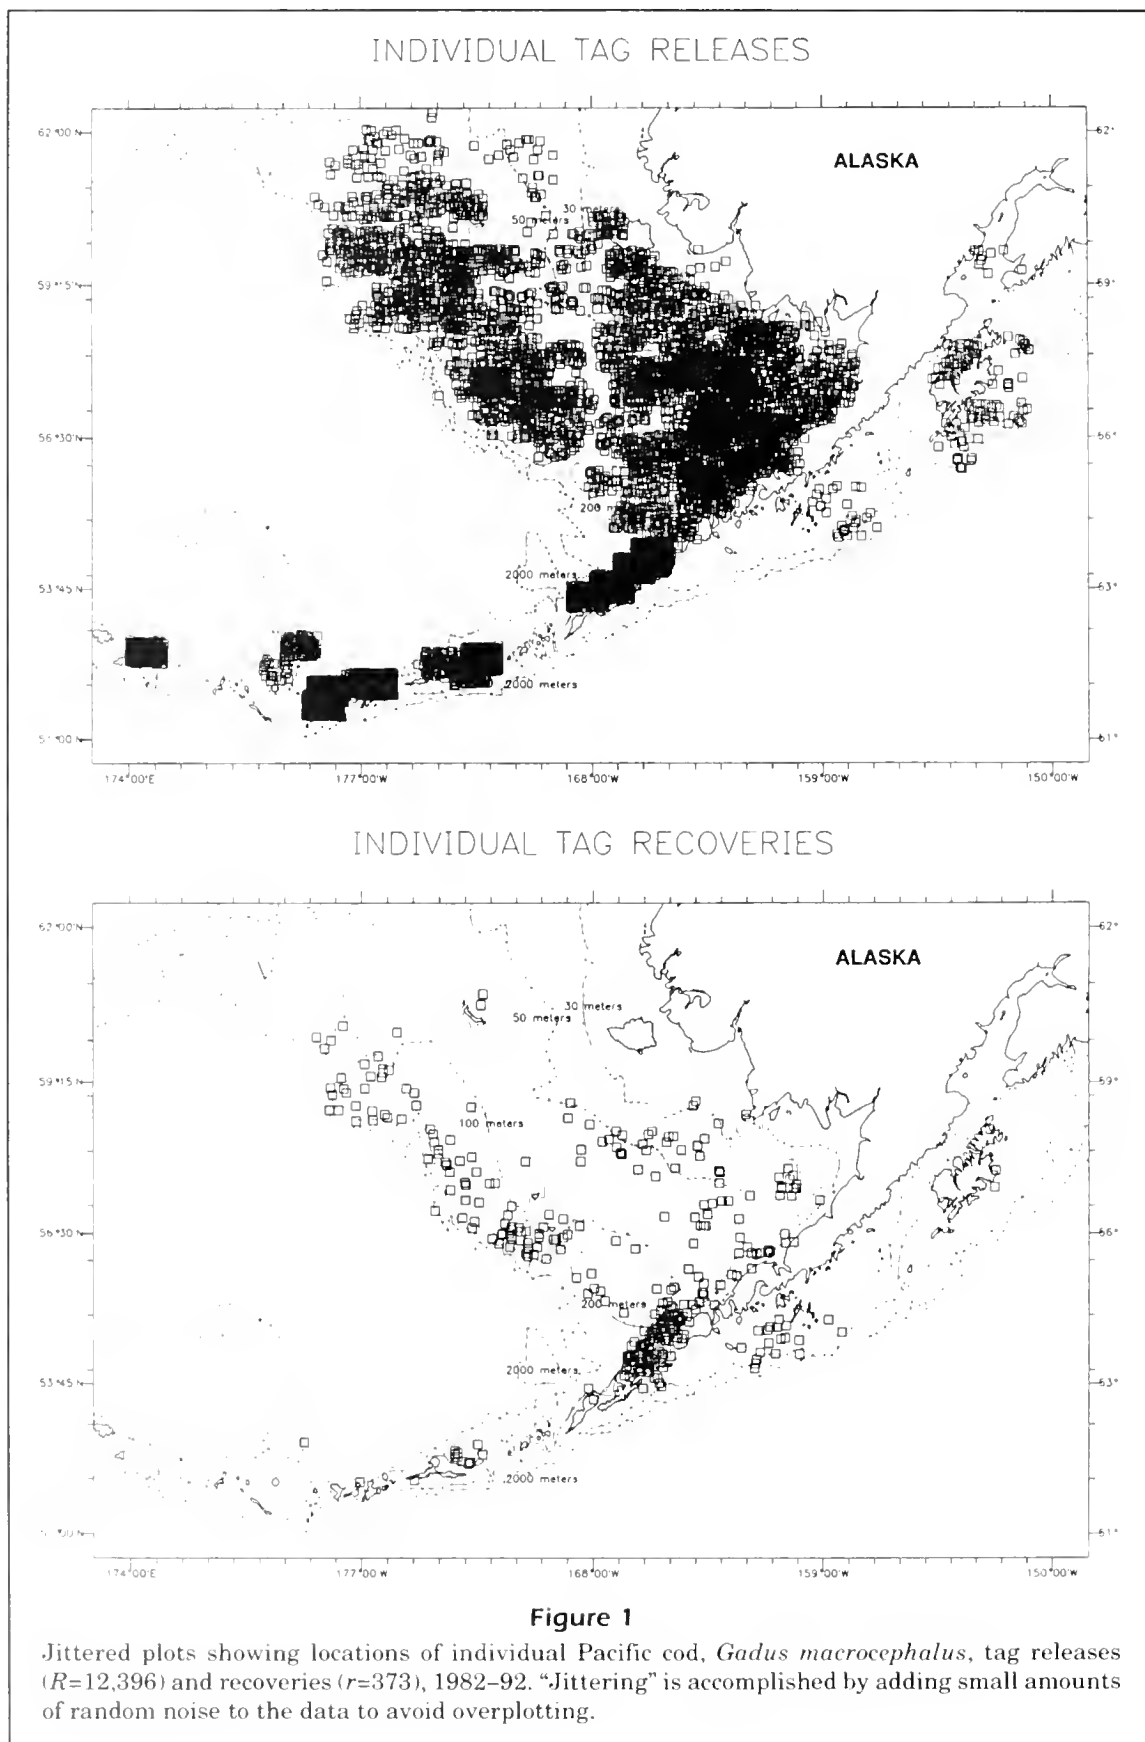 INDIVIDUAL TAG RELEASES
62°00'N
62°
ALASKA
30 meters
50 meters
59°15'N
59°
56°30'N
56°
200
2000 meters
53°45'N
53°
2000 meters
51°00'N
51°
174°00'E
177°00'W
168°00'W
159°00'W
150°00'W
INDIVIDUAL TAG RECOVERIES
62°00'N
62°
ALASKA
30 meters
50 meters
59°15'N
59°
100 meters
56°30'N
56°
200 meters
2000 meters
53°45'N
53°
2000 meters
51°
174°00'E
177°00'W
168°00'W
159°00'W
150°00'W
Figure 1
Jittered plots showing locations of individual Pacific cod, Gadus macrocephalus, tag releases
(R=12,396) and recoveries (r=373), 1982–92. "Jittering" is accomplished by adding small amounts
of random noise to the data to avoid overplotting.